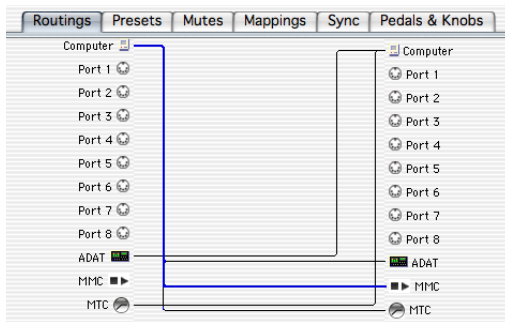 Routings Presets Mutes Mappings Sync Pedals & Knobs
Computer Computer
Port 1 Port 1
Port 2 Port 2
Port 3 Port 3
Port 4 Port 4
Port 5 Port 5
Port 6 Port 6
Port 7 Port 7
Port 8 Port 8
ADAT ADAT
MMC MMC
MTC MTC